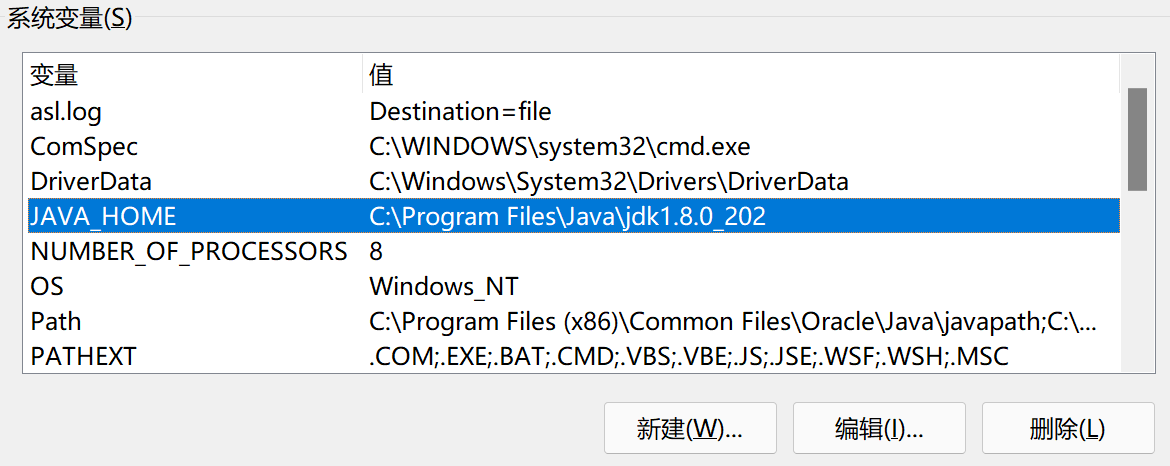 系统变量(S)
变量 值
asl.log Destination=file
ComSpec C:\WINDOWS\system32\cmd.exe
DriverData C:\Windows\System32\Drivers\DriverData
JAVA_HOME C:\Program Files\Java\jdk1.8.0_202
NUMBER_OF_PROCESSORS 8
OS Windows_NT
Path C:\Program Files (x86)\Common Files\Oracle\Java\javapath;C:\...
PATHEXT .COM;.EXE;.BAT;.CMD;.VBS;.VBE;.JS;.JSE;.WSF;.WSH;.MSC
新建(W)... 编辑(I)... 删除(L)